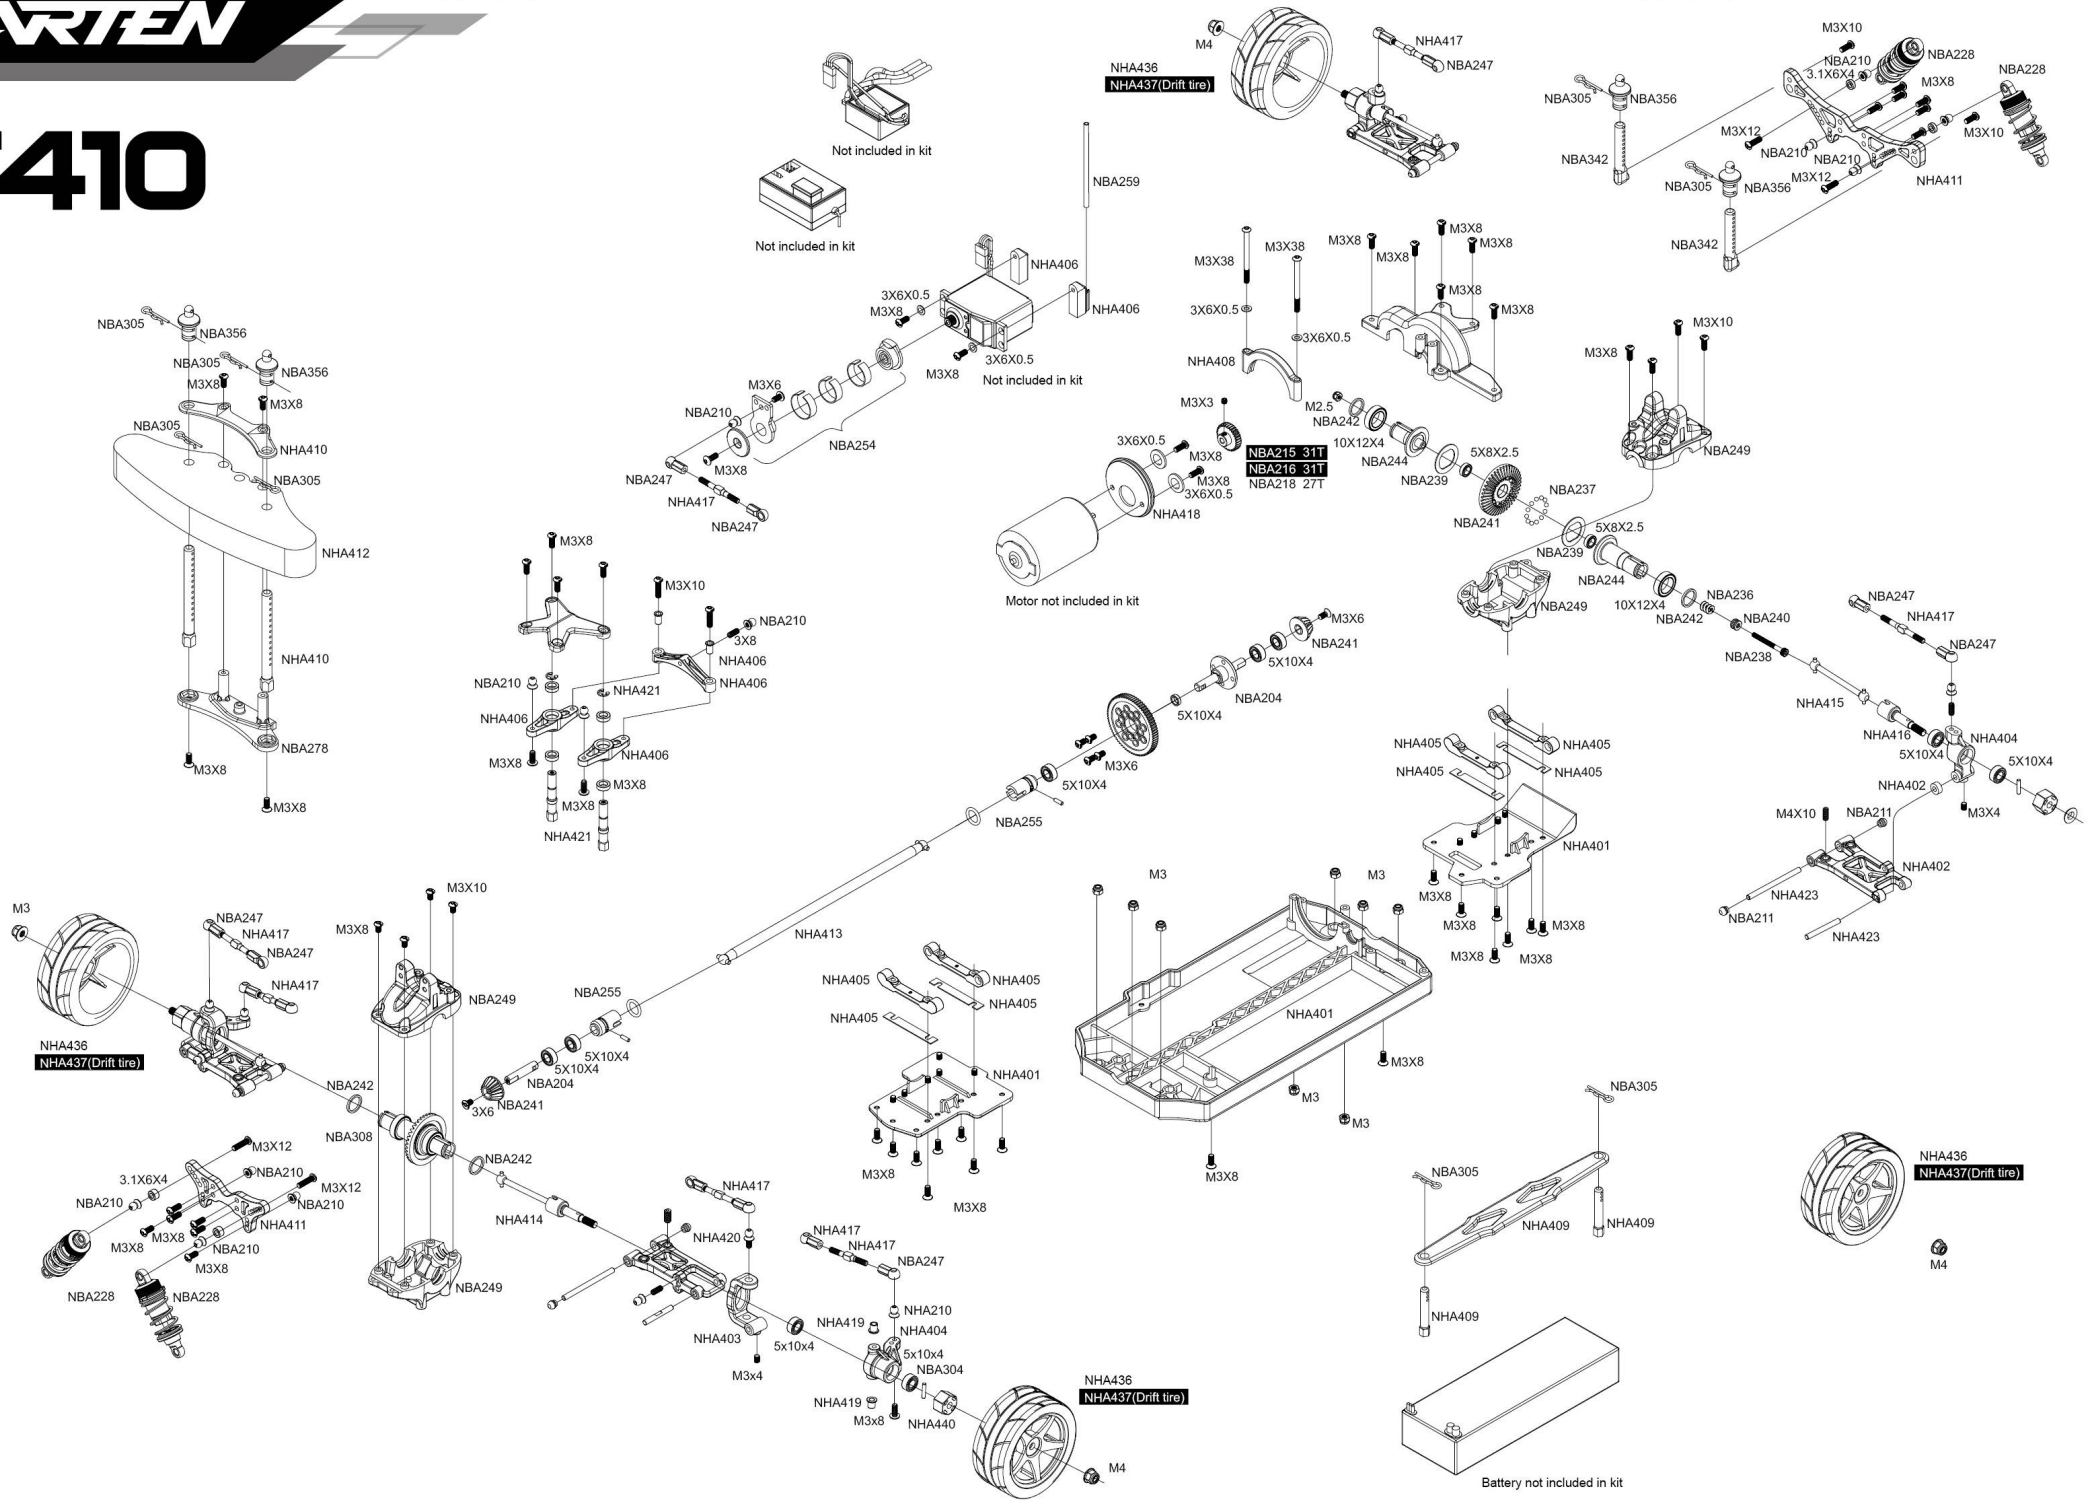 ARTEN
410
Not included in kit
Not included in kit
NBA259
NHA406
NHA406
3X6X0.5
M3X8
3X6X0.5
M3X8
Not included in kit
M3X6
NBA210
NBA254
M3X8
NBA247
NHA417
NBA247
M4
NHA436
NHA437(Drift tire)
NHA417
NBA247
M3X10
NBA210
3.1X6X4
NBA228
NBA228
M3X8
NBA305
NBA356
M3X12
NBA210
NBA210
M3X10
NBA342
NBA305
NBA356
M3X12
NHA411
NBA342
M3X38
M3X38
3X6X0.5
3X6X0.5
NHA408
M3X8
M3X8
M3X8
M3X8
M3X8
M3X8
M3X10
M3X8
NBA249
M3X3
NBA215 31T
NBA216 31T
NBA218 27T
3X6X0.5
M3X8
M3X8
3X6X0.5
NHA418
Motor not included in kit
M2.5
NBA242
10X12X4
NBA244
NBA239
5X8X2.5
NBA241
NBA237
5X8X2.5
NBA239
NBA244
NBA249
10X12X4
NBA242
NBA236
NBA240
NBA238
NBA247
NHA417
NBA247
NHA415
NHA416
NHA404
5X10X4
5X10X4
NHA402
M3X4
M4X10
NBA211
NHA402
NHA423
NBA211
NHA423
NBA305
NBA356
NBA305
M3X8
NBA356
M3X8
NBA305
NHA410
NBA305
NHA412
NHA410
NBA278
M3X8
M3X8
M3X8
M3X10
NBA210
3X8
NHA406
NHA406
NBA210
NHA421
NHA406
NHA406
M3X8
M3X8
M3X8
NHA421
M3X6
NBA241
5X10X4
NBA204
5X10X4
M3X6
5X10X4
NBA255
NHA413
NHA405
NHA405
NHA405
NHA405
NHA401
M3X8
M3X8
M3X8
M3X8
M3X8
M3
M3
NHA401
M3X8
M3
M3
M3X8
NHA405
NHA405
NHA405
NHA405
NHA401
M3X8
M3X8
M3
NBA247
NHA417
NBA247
NHA417
NHA436
NHA437(Drift tire)
M3X10
M3X8
NBA249
NBA255
5X10X4
5X10X4
NBA204
NBA241
3X6
NBA242
NBA308
NBA242
NHA414
NBA249
M3X12
NBA210
3.1X6X4
M3X12
NBA210
NBA210
NHA411
M3X8
M3X8
NBA210
M3X8
NBA228
NBA228
NHA417
NHA420
NHA403
M3x4
5x10x4
NHA417
NHA417
NBA247
NHA210
NHA419
NHA404
5x10x4
NBA304
NHA419
M3x8
NHA440
NHA436
NHA437(Drift tire)
M4
NBA305
NBA305
NHA409
NHA409
NHA409
NHA436
NHA437(Drift tire)
M4
Battery not included in kit